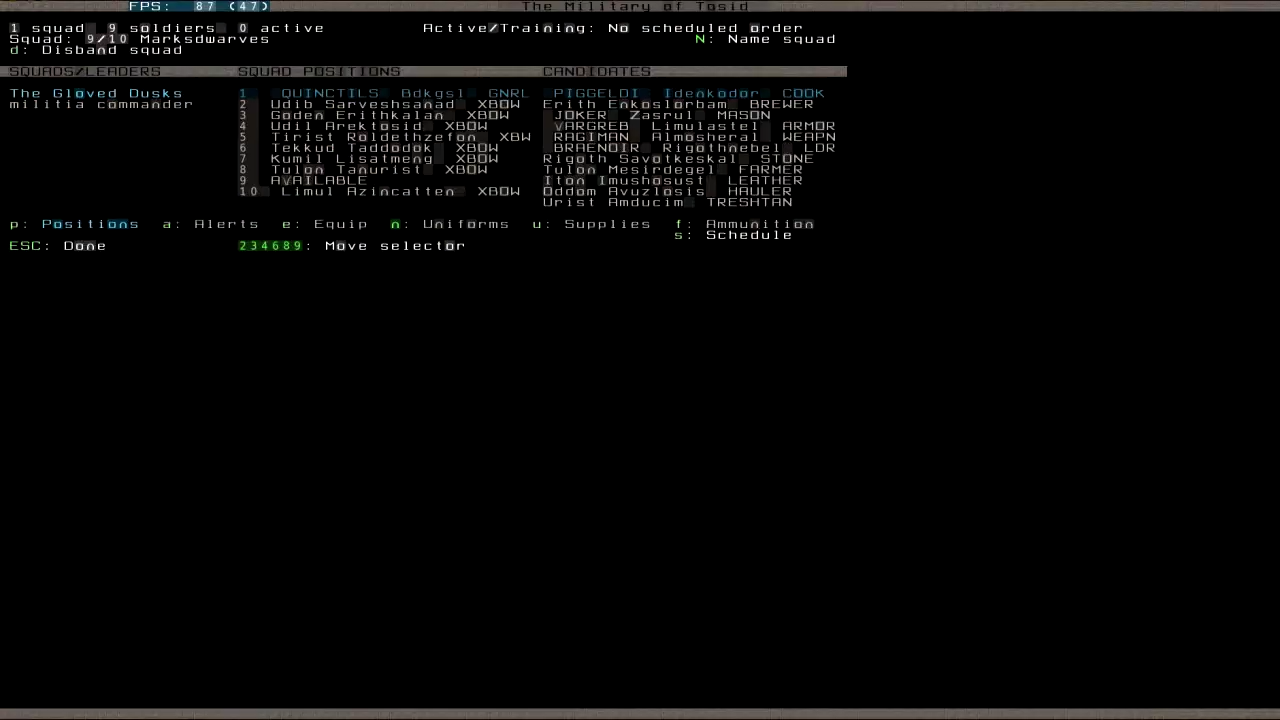 FPS: 87 (47) The Military of Tosid
1 squad 9 soldiers 0 active Active/Training: No scheduled order
Squad: 9/10 Marksdwarves N: Name squad
d: Disband squad
SQUADS/LEADERS SQUAD POSITIONS CANDIDATES
The Gloved Dusks 1 QUINCTILS Bdkgsl GNRL PIGGELDI Idenkodor COOK
militia commander 2 Udib Sarveshsanad XBOW Erith Enkoslorbam BREWER
3 Goden Erithkalan XBOW JOKER Zasrul MASON
4 Udil Arektosid XBOW VARGREB Limulastel ARMOR
5 Tirist Roldethzefon XBW RAGIMAN Almosheral WEAPN
6 Tekkud Taddodok XBOW BRAENOIR Rigothnebel LDR
7 Kumil Lisatmeng XBOW Rigoth Savotkeskal STONE
8 Tulon Tanurist XBOW Tulon Mesirdegel FARMER
9 AVAILABLE Iton Imushosust LEATHER
10 Limul Azincatten XBOW Oddom Avuzlosis HAULER
Urist Amducim TRESHTAN
p: Positions a: Alerts e: Equip n: Uniforms u: Supplies f: Ammunition
s: Schedule
ESC: Done 234689: Move selector